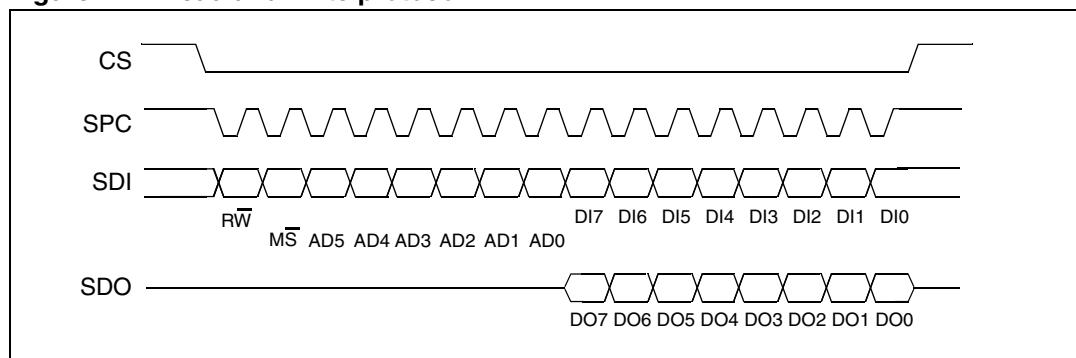 CS
SPC
SDI
RW̅ DI7 DI6 DI5 DI4 DI3 DI2 DI1 DI0
MS̅ AD5 AD4 AD3 AD2 AD1 AD0
SDO
DO7 DO6 DO5 DO4 DO3 DO2 DO1 DO0